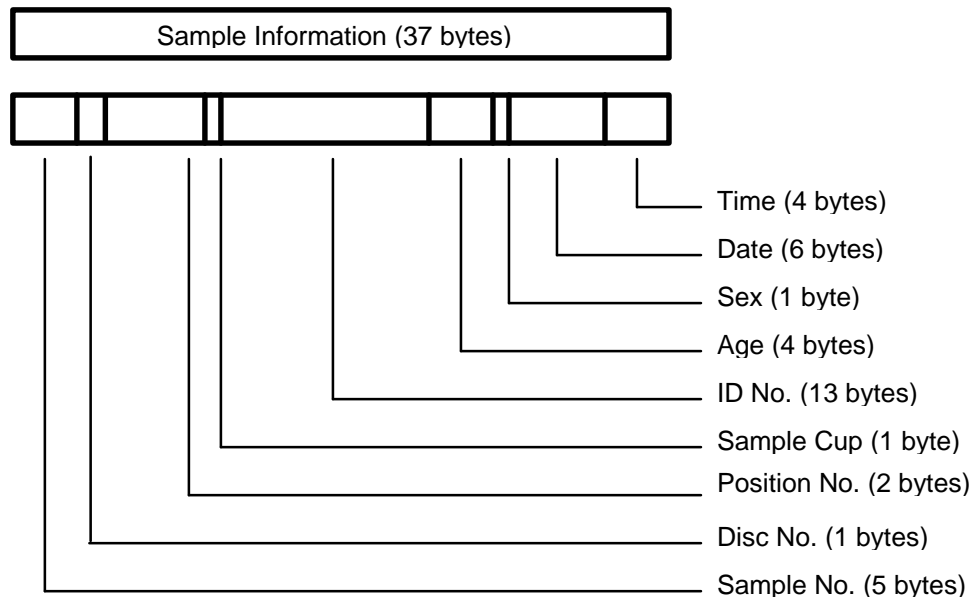 Sample Information (37 bytes)
Time (4 bytes)
Date (6 bytes)
Sex (1 byte)
Age (4 bytes)
ID No. (13 bytes)
Sample Cup (1 byte)
Position No. (2 bytes)
Disc No. (1 bytes)
Sample No. (5 bytes)